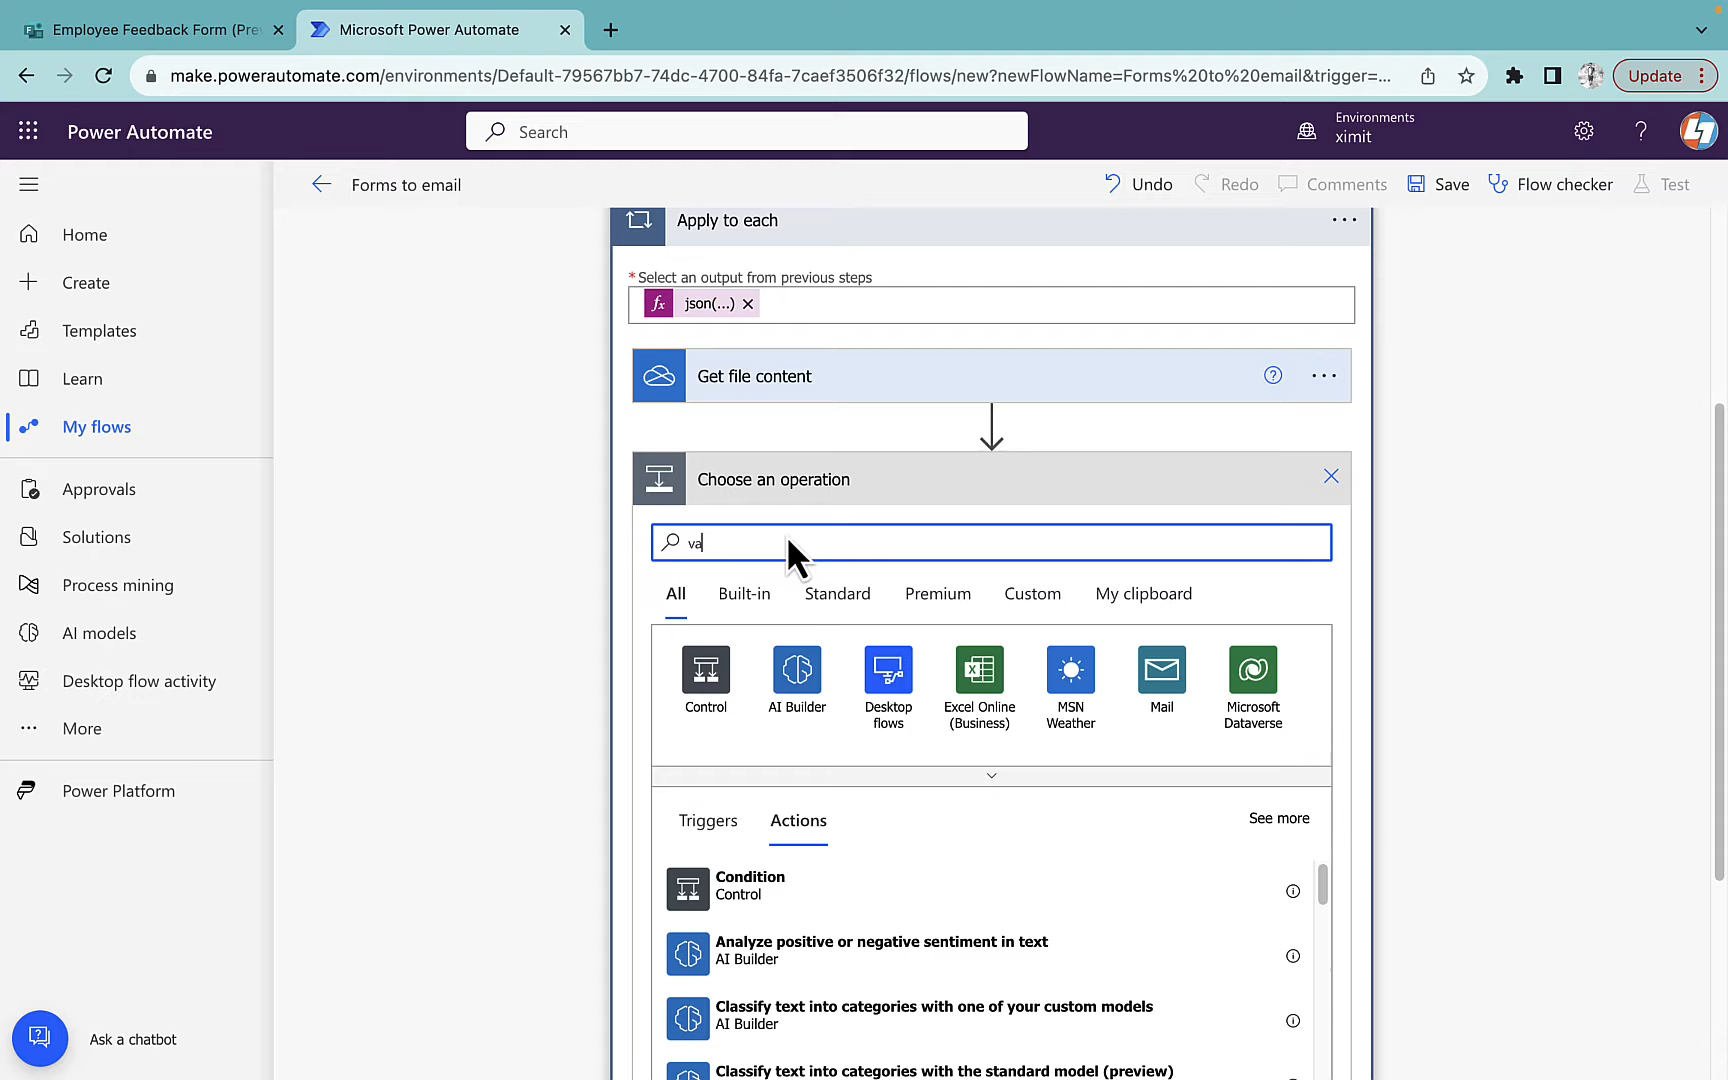 Employee Feedback Form (Pre
Microsoft Power Automate
make.powerautomate.com/environments/Default-79567bb7-74dc-4700-84fa-7caef3506f32/flows/new?newFlowName=Forms%20to%20email&trigger=...
Update
Power Automate
Search
Environments
ximit
Forms to email
Undo
Redo
Comments
Save
Flow checker
Test
Home
Create
Templates
Learn
My flows
Approvals
Solutions
Process mining
AI models
Desktop flow activity
More
Power Platform
Ask a chatbot
Apply to each
* Select an output from previous steps
fx json(...)
Get file content
Choose an operation
va
All
Built-in
Standard
Premium
Custom
My clipboard
Control
AI Builder
Desktop
flows
Excel Online
(Business)
MSN
Weather
Mail
Microsoft
Dataverse
Triggers
Actions
See more
Condition
Control
Analyze positive or negative sentiment in text
AI Builder
Classify text into categories with one of your custom models
AI Builder
Classify text into categories with the standard model (preview)